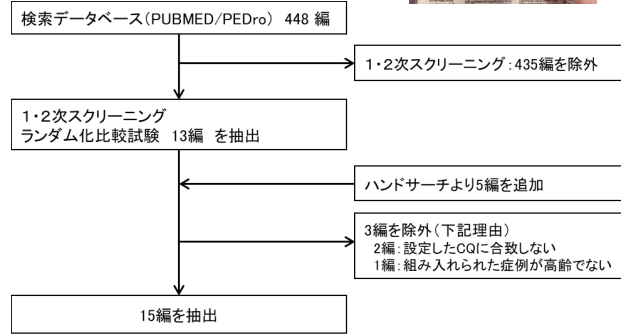 検索データベース(PUBMED/PEDro) 448 編
1・2次スクリーニング:435編を除外
1・2次スクリーニング
ランダム化比較試験 13編 を抽出
ハンドサーチより5編を追加
3編を除外(下記理由)
2編:設定したCQに合致しない
1編:組み入れられた症例が高齢でない
15編を抽出